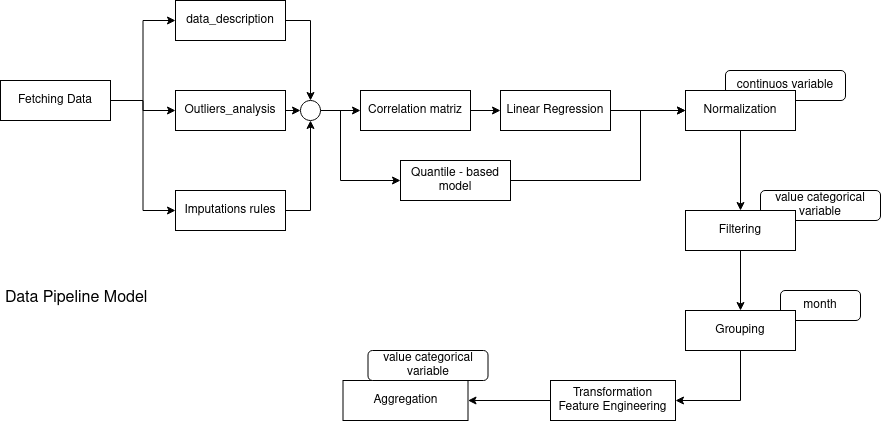 data_description
Fetching Data
Outliers_analysis
Imputations rules
Correlation matriz
Linear Regression
Quantile - based
model
continuos variable
Normalization
value categorical
variable
Filtering
month
Grouping
Data Pipeline Model
value categorical
variable
Aggregation
Transformation
Feature Engineering